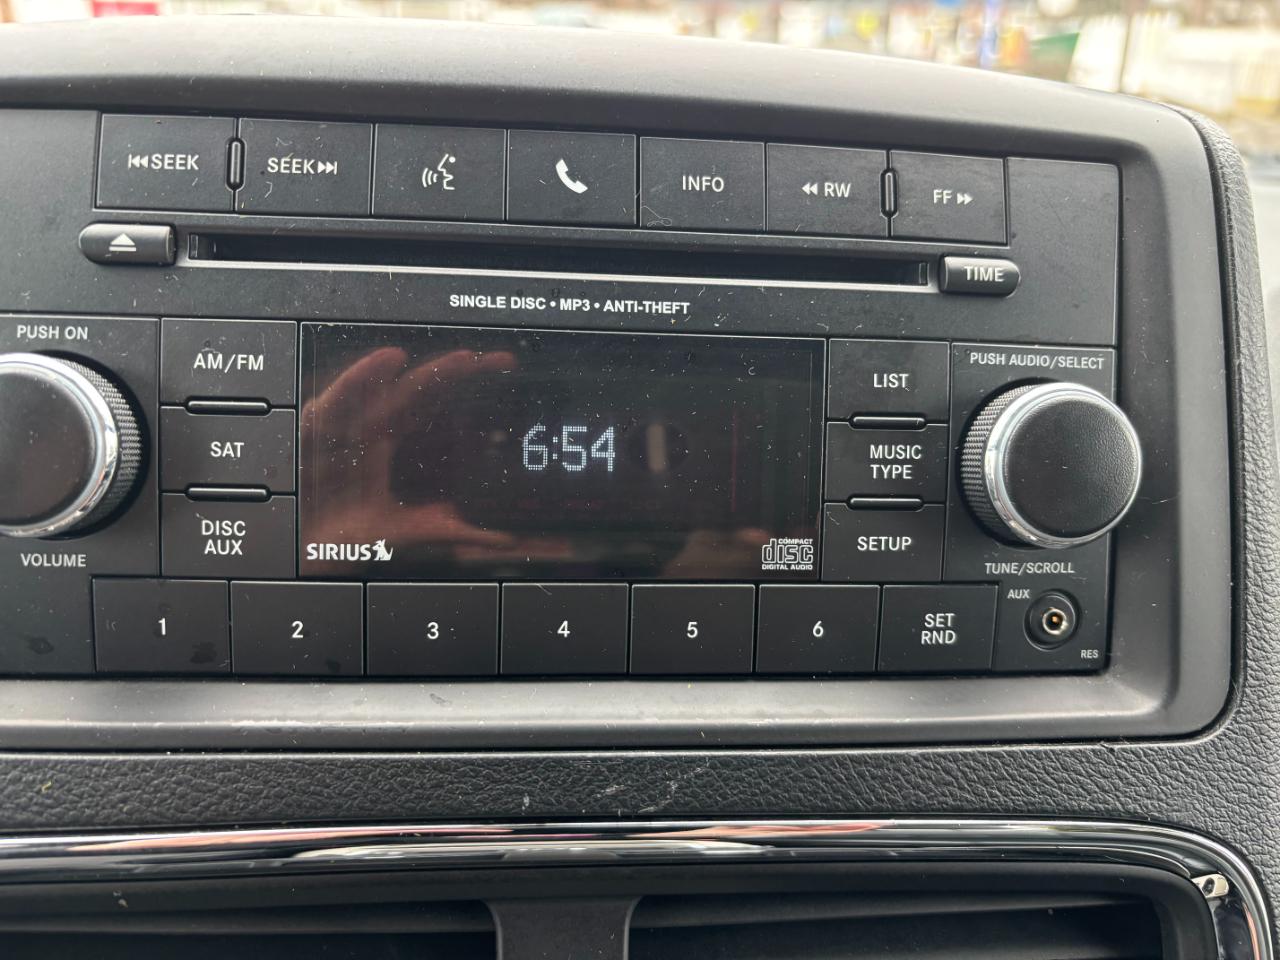 SEEK
SEEK
INFO
RW
FF
TIME
SINGLE DISC • MP3 • ANTI-THEFT
PUSH ON
VOLUME
AM/FM
SAT
DISC
AUX
6:54
SIRIUS
COMPACT
disc
DIGITAL AUDIO
LIST
MUSIC
TYPE
SETUP
PUSH AUDIO/SELECT
TUNE/SCROLL
AUX
RES
1
2
3
4
5
6
SET
RND